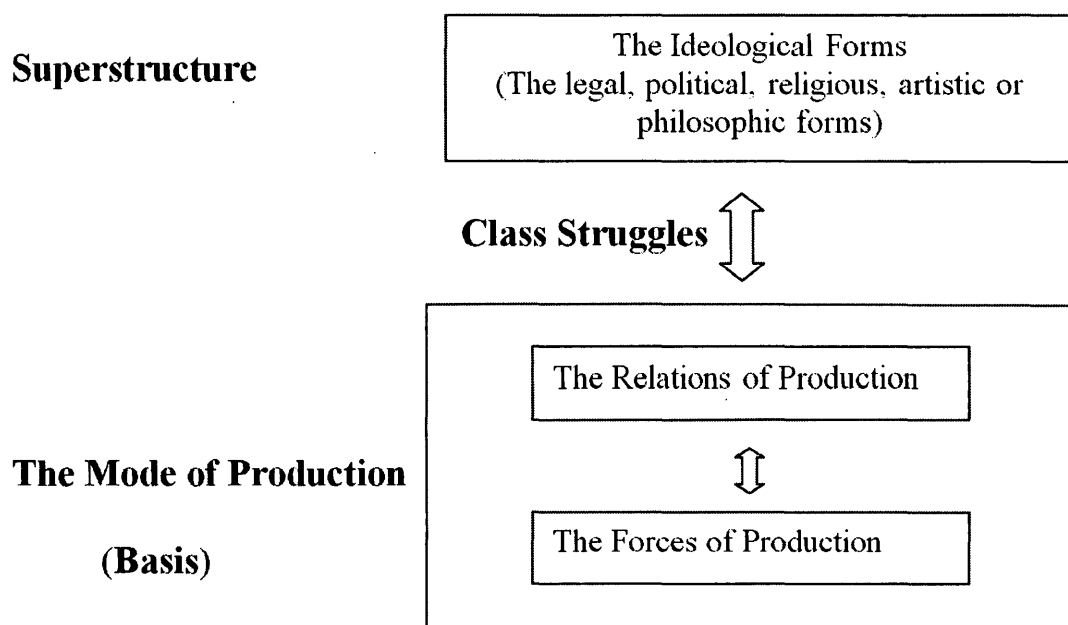 Superstructure
The Ideological Forms
(The legal, political, religious, artistic or
philosophic forms)
Class Struggles
The Relations of Production
The Mode of Production
(Basis)
The Forces of Production